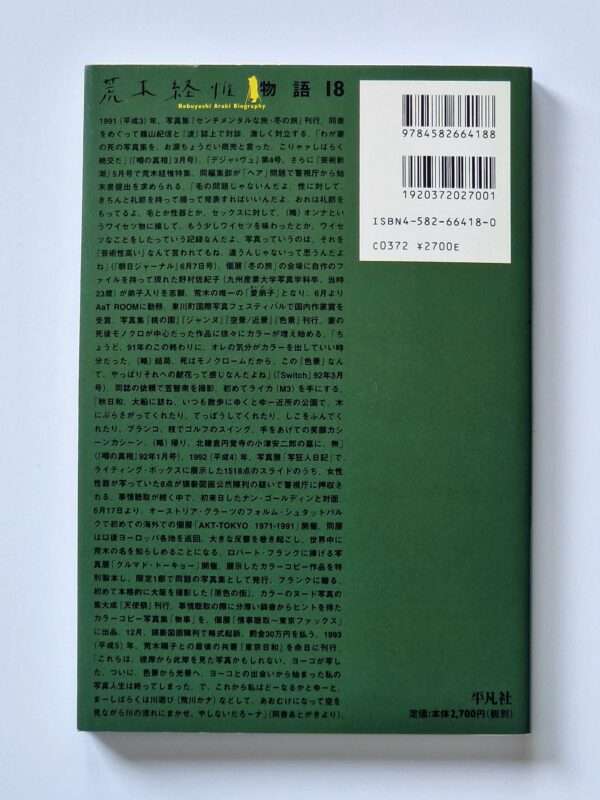 荒木経惟物語18
Nobuyoshi Araki Biography
1991(平成3)年、写真集『センチメンタルな旅・冬の旅』刊行、同書
をめぐって篠山紀信と「波」誌上で対談、激しく対立する。「わが妻
の死の写真集を、お涙ちょうだい商売と言った、こりゃァしばらく
絶交だ」(『噂の真相』3月号)。『デジャ=ヴュ』第4号、さらに『芸術新
潮』5月号で荒木経惟特集、同編集部が「ヘア」問題で警視庁から始
末書提出を求められる。「毛の問題じゃないんだよ、性に対して、
きちんと礼節を持って撮って発表すればいいんだよ。おれは礼節を
もってるよ。毛とか性器とか、セックスに対して、(略)オンナとい
うワイセツ物に接して、もう少しワイセツを味わったとか、ワイセ
ツなことをしたっていう記録なんだよ、写真っていうのは。それを
『芸術性高い』なんて言われてもね、違うんじゃないって思うんだよ
ね」(『朝日ジャーナル』6月7日号)。個展「冬の旅」の会場に自作のファ
イルを持って現れた野村佐紀子(九州産業大学写真学科卒、当時
23歳)が弟子入りを志願、荒木の唯一の「愛弟子」となり、6月より
AaT ROOMに勤務。東川町国際写真フェスティバルで国内作家賞を
受賞。写真集『桃の園』『ジャンヌ』『空景/近景』『色景』刊行。妻の
死後モノクロが中心だった作品に徐々にカラーが増え始める。「ち
ょうど、91年のこの終わりに、オレの気分がカラーを出していい時
分だった。(略)結局、死はモノクロームだから、この『色景』なんて、
やっぱりそれへの献花って感じなんだよね」(『Switch』92年3月
号)。同誌の依頼で笠智衆を撮影、初めてライカ(M3)を手にする。
「秋日和、大船に訪ね、いつも散歩にゆくとゆー近所の公園で、木
にぶらさがってくれたり、てっぽうしてくれたり、しこをふんでく
れたり、ブランコ、枝でゴルフのスイング、手をあげての笑顔カシ
ーンカシーン、(略)帰り、北鎌倉円覚寺の小津安二郎の墓に、無」
(『噂の真相』92年1月号)。1992(平成4)年、写真展「写狂人日記」で、
ライティング・ボックスに展示した1518点のスライドのうち、女性
性器が写っていた8点が猥褻図画公然陳列の疑いで警視庁に押収さ
れる。事情聴取が続く中で、初来日したナン・ゴールディンと対面。
6月17日より、オーストリア・グラーツのフォルム・シュタットパル
クで初めての海外での個展「AKT-TOKYO 1971-1991」開催、同展
は以後ヨーロッパ各地を巡回、大きな反響を巻き起こし、世界中に
荒木の名を知らしめることになる。ロバート・フランクに捧げる写
真展「クルマド・トーキョー」開催、展示したカラーコピー作品を特
別製本し、限定1部で同題の写真集として発行、フランクに贈る。
初めて本格的に大阪を撮影した『原色の街』、カラーのヌード写真の
集大成『天使祭』刊行。事情聴取の際に分厚い調書からヒントを得た
カラーコピー写真集『物事』を、個展「情事聴取〜東京ファックス」
に出品。12月、猥褻図画陳列で略式起訴、罰金30万円を払う。1993
(平成5)年、荒木陽子との最後の共著『東京日和』を命日に刊行。
「これらは、彼岸から此岸を見た写真かもしれない。ヨーコが写し
た。ついに、色景から光景へ。ヨーコとの出会いから始まった私の
写真人生は終ってしまった。で、これから私はどーなるかとゆーと、
まーしばらくは川遊び(荒川かナ)などして、あおむけになって空を
見ながら川の流れにまかせ。やしないだろーナ」(同書あとがきより)。
9784582664188
1920372027001
ISBN4-582-66418-0
C0372 ¥2700E
平凡社
定価:本体2,700円(税別)